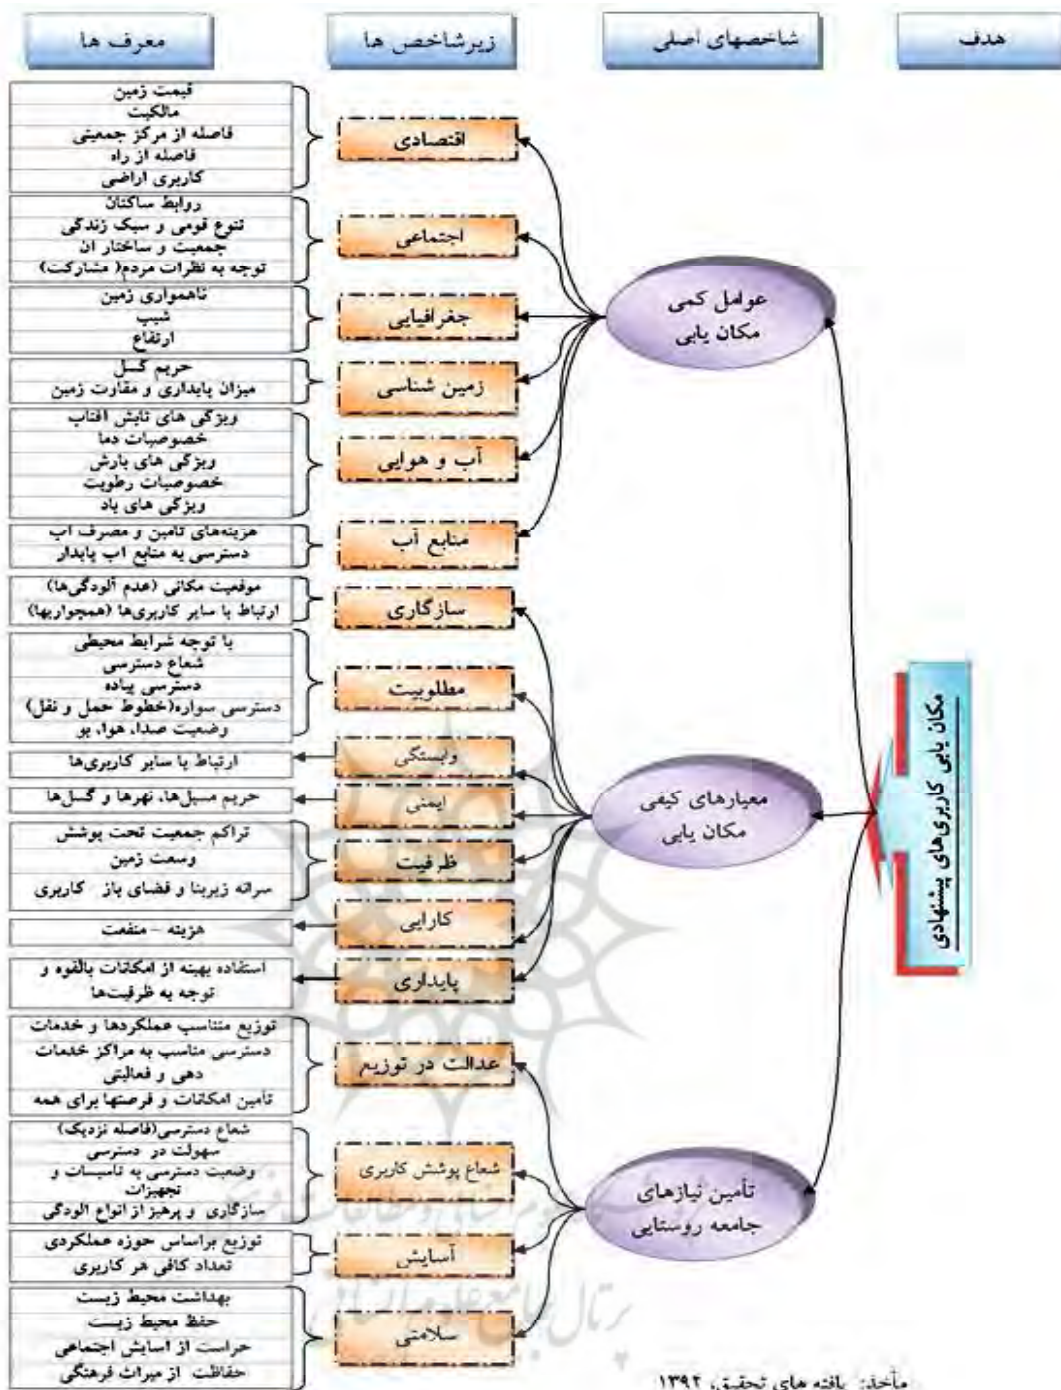 هدف
شاخصهای اصلی
زیرشاخص ها
معرف ها
مکان یابی کاربری‌های پیشنهادی
عوامل کمی
مکان یابی
اقتصادی
قیمت زمین
مالکیت
فاصله از مرکز جمعیتی
فاصله از راه
کاربری اراضی
اجتماعی
روابط ساکنان
تنوع قومی و سبک زندگی
جمعیت و ساختار ان
توجه به نظرات مردم( مشارکت)
جغرافیایی
ناهمواری زمین
شیب
ارتفاع
زمین شناسی
حریم گسل
میزان پایداری و مقاوت زمین
آب و هوایی
ویژگی های تابش افتاب
خصوصیات دما
ویژگی های بارش
خصوصیات رطوبت
ویژگی های باد
منابع آب
هزینه‌های تامین و مصرف اب
دسترسی به منابع اب پایدار
معیارهای کیفی
مکان یابی
سازگاری
موقعیت مکانی (عدم آلودگی‌ها)
ارتباط با سایر کاربری‌ها (همجواریها)
مطلوبیت
با توجه شرایط محیطی
شعاع دسترسی
دسترسی پیاده
دسترسی سواره(خطوط حمل و نقل)
وضعیت صدا، هوا، بو
وابستگی
ارتباط با سایر کاربری‌ها
ایمنی
حریم مسیل‌ها، نهرها و گسل‌ها
ظرفیت
تراکم جمعیت تحت پوشش
وسعت زمین
سرانه زیربنا و فضای باز کاربری
کارایی
هزینه – منفعت
پایداری
استفاده بهینه از امکانات بالقوه و
توجه به ظرفیت‌ها
تأمین نیازهای
جامعه روستایی
عدالت در توزیع
توزیع متناسب عملکردها و خدمات
دسترسی مناسب به مراکز خدمات
دهی و فعالیتی
تأمین امکانات و فرصتها برای همه
شعاع پوشش کاربری
شعاع دسترسی(فاصله نزدیک)
سهولت در دسترسی
وضعیت دسترسی به تاسیسات و
تجهیزات
سازگاری و پرهیز از انواع الودگی
آسایش
توزیع براساس حوزه عملکردی
تعداد کافی هر کاربری
سلامتی
بهداشت محیط زیست
حفظ محیط زیست
حراست از اسایش اجتماعی
حفاظت از میراث فرهنگی
پرتال جامع علوم انسانی
مأخذ: یافته های تحقیق، ۱۳۹۲